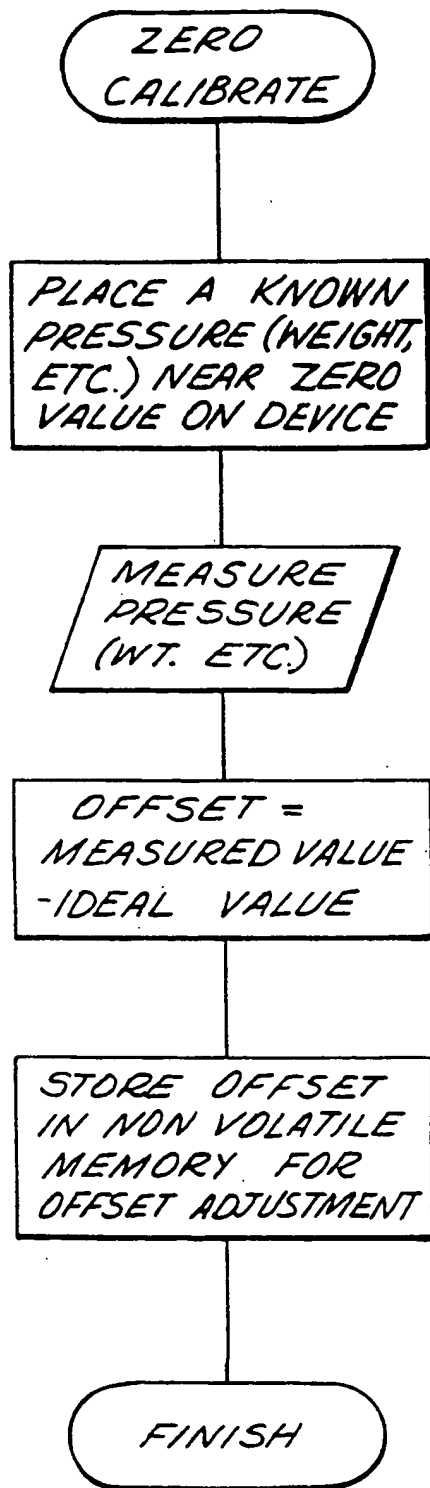 ZERO
CALIBRATE
PLACE A KNOWN
PRESSURE (WEIGHT,
ETC.) NEAR ZERO
VALUE ON DEVICE
MEASURE
PRESSURE
(WT. ETC.)
OFFSET =
MEASURED VALUE
-IDEAL VALUE
STORE OFFSET
IN NON VOLATILE
MEMORY FOR
OFFSET ADJUSTMENT
FINISH